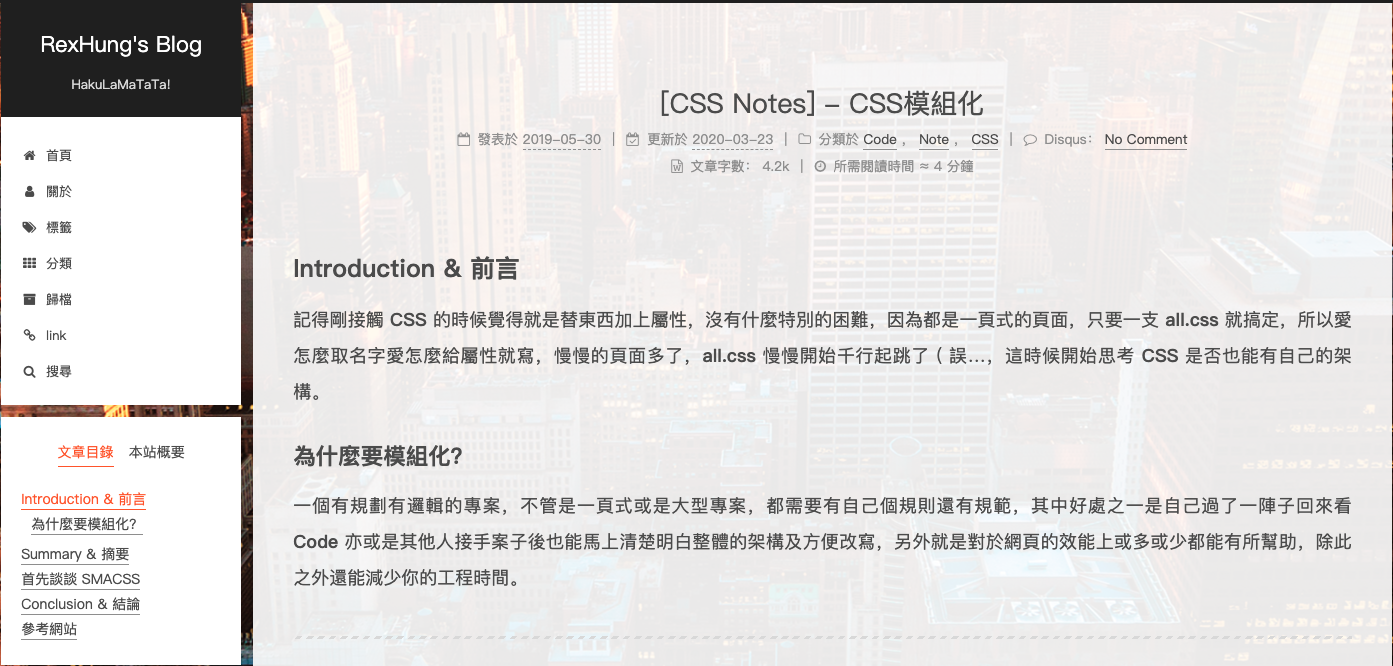 RexHung's Blog
HakuLaMaTaTa!
首頁
關於
標籤
分類
歸檔
link
搜尋
文章目錄 本站概要
Introduction & 前言
為什麼要模組化?
Summary & 摘要
首先談談 SMACSS
Conclusion & 結論
參考網站
[CSS Notes] – CSS模組化
發表於 2019-05-30 | 更新於 2020-03-23 | 分類於 Code , Note , CSS | Disqus: No Comment
文章字數: 4.2k | 所需閱讀時間 ≈ 4 分鐘
Introduction & 前言
記得剛接觸 CSS 的時候覺得就是替東西加上屬性，沒有什麼特別的困難，因為都是一頁式的頁面，只要一支 all.css 就搞定，所以愛
怎麼取名字愛怎麼給屬性就寫，慢慢的頁面多了，all.css 慢慢開始千行起跳了（ 誤…，這時候開始思考 CSS 是否也能有自己的架
構。
為什麼要模組化?
一個有規劃有邏輯的專案，不管是一頁式或是大型專案，都需要有自己個規則還有規範，其中好處之一是自己過了一陣子回來看
Code 亦或是其他人接手案子後也能馬上清楚明白整體的架構及方便改寫，另外就是對於網頁的效能上或多或少都能有所幫助，除此
之外還能減少你的工程時間。